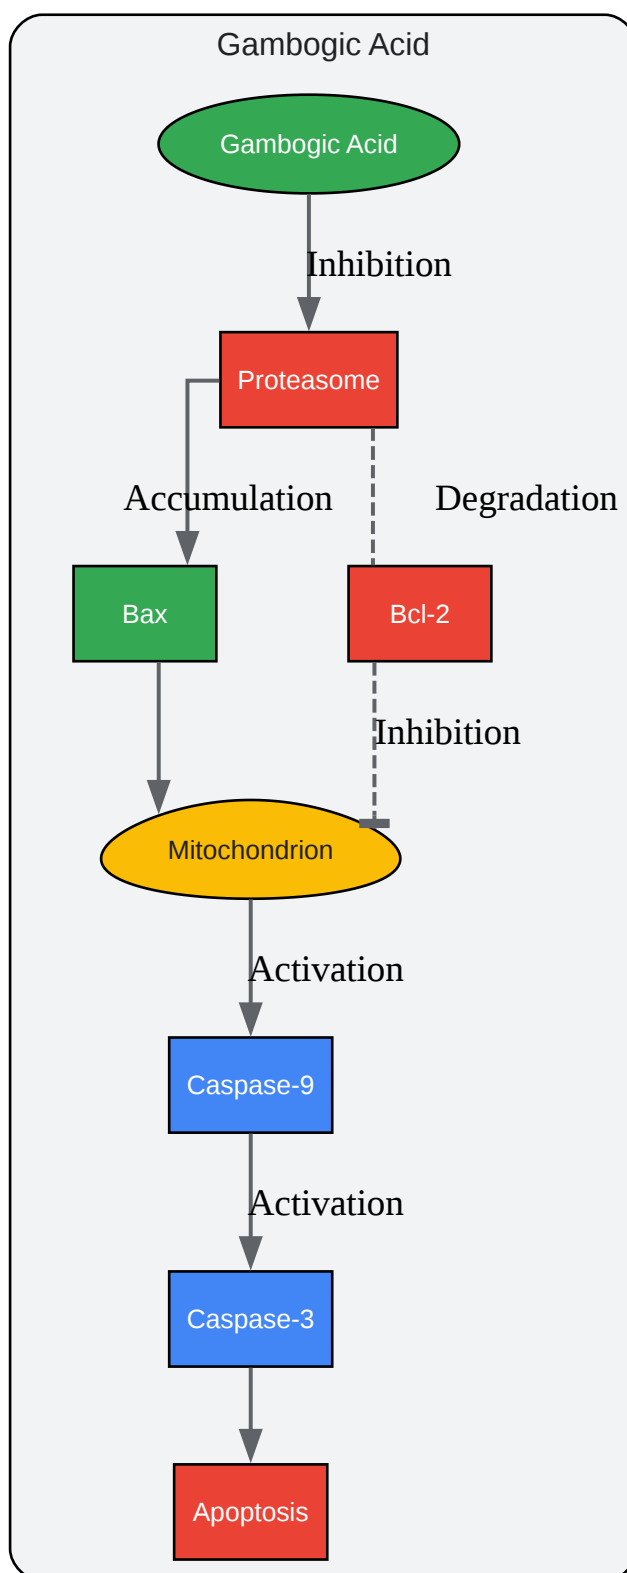 Gambogic Acid
Gambogic Acid
Inhibition
Proteasome
Accumulation
Degradation
Bax
Bcl-2
Inhibition
Mitochondrion
Activation
Caspase-9
Activation
Caspase-3
Apoptosis